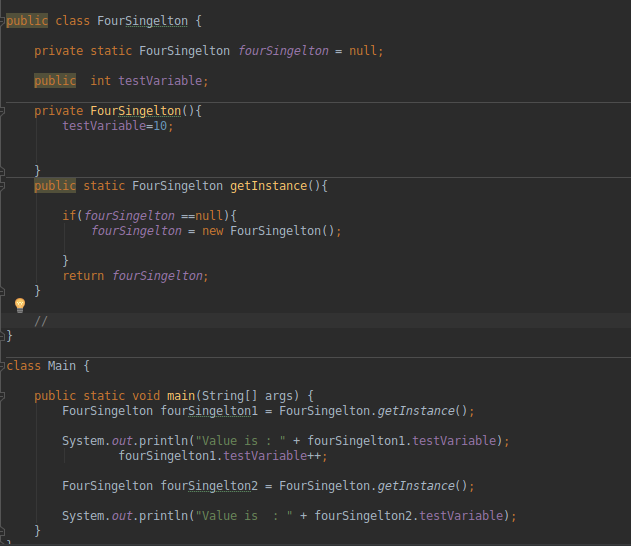 public class FourSingelton {
private static FourSingelton fourSingelton = null;
public  int testVariable;
private FourSingelton(){
testVariable=10;
}
public static FourSingelton getInstance(){
if(fourSingelton ==null){
fourSingelton = new FourSingelton();
}
return fourSingelton;
}
//
}
class Main {
public static void main(String[] args) {
FourSingelton fourSingelton1 = FourSingelton.getInstance();
System.out.println("Value is : " + fourSingelton1.testVariable);
fourSingelton1.testVariable++;
FourSingelton fourSingelton2 = FourSingelton.getInstance();
System.out.println("Value is  : " + fourSingelton2.testVariable);
}
}